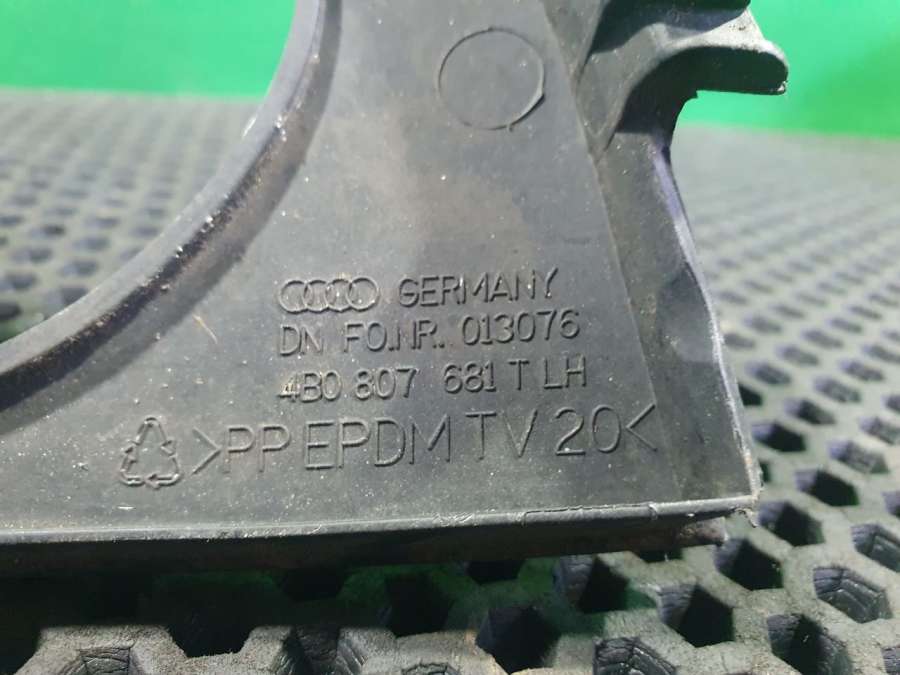 GERMANY
DN FO.NR. 013076
4B0 807 681 T LH
>PP EPDM TV 20<